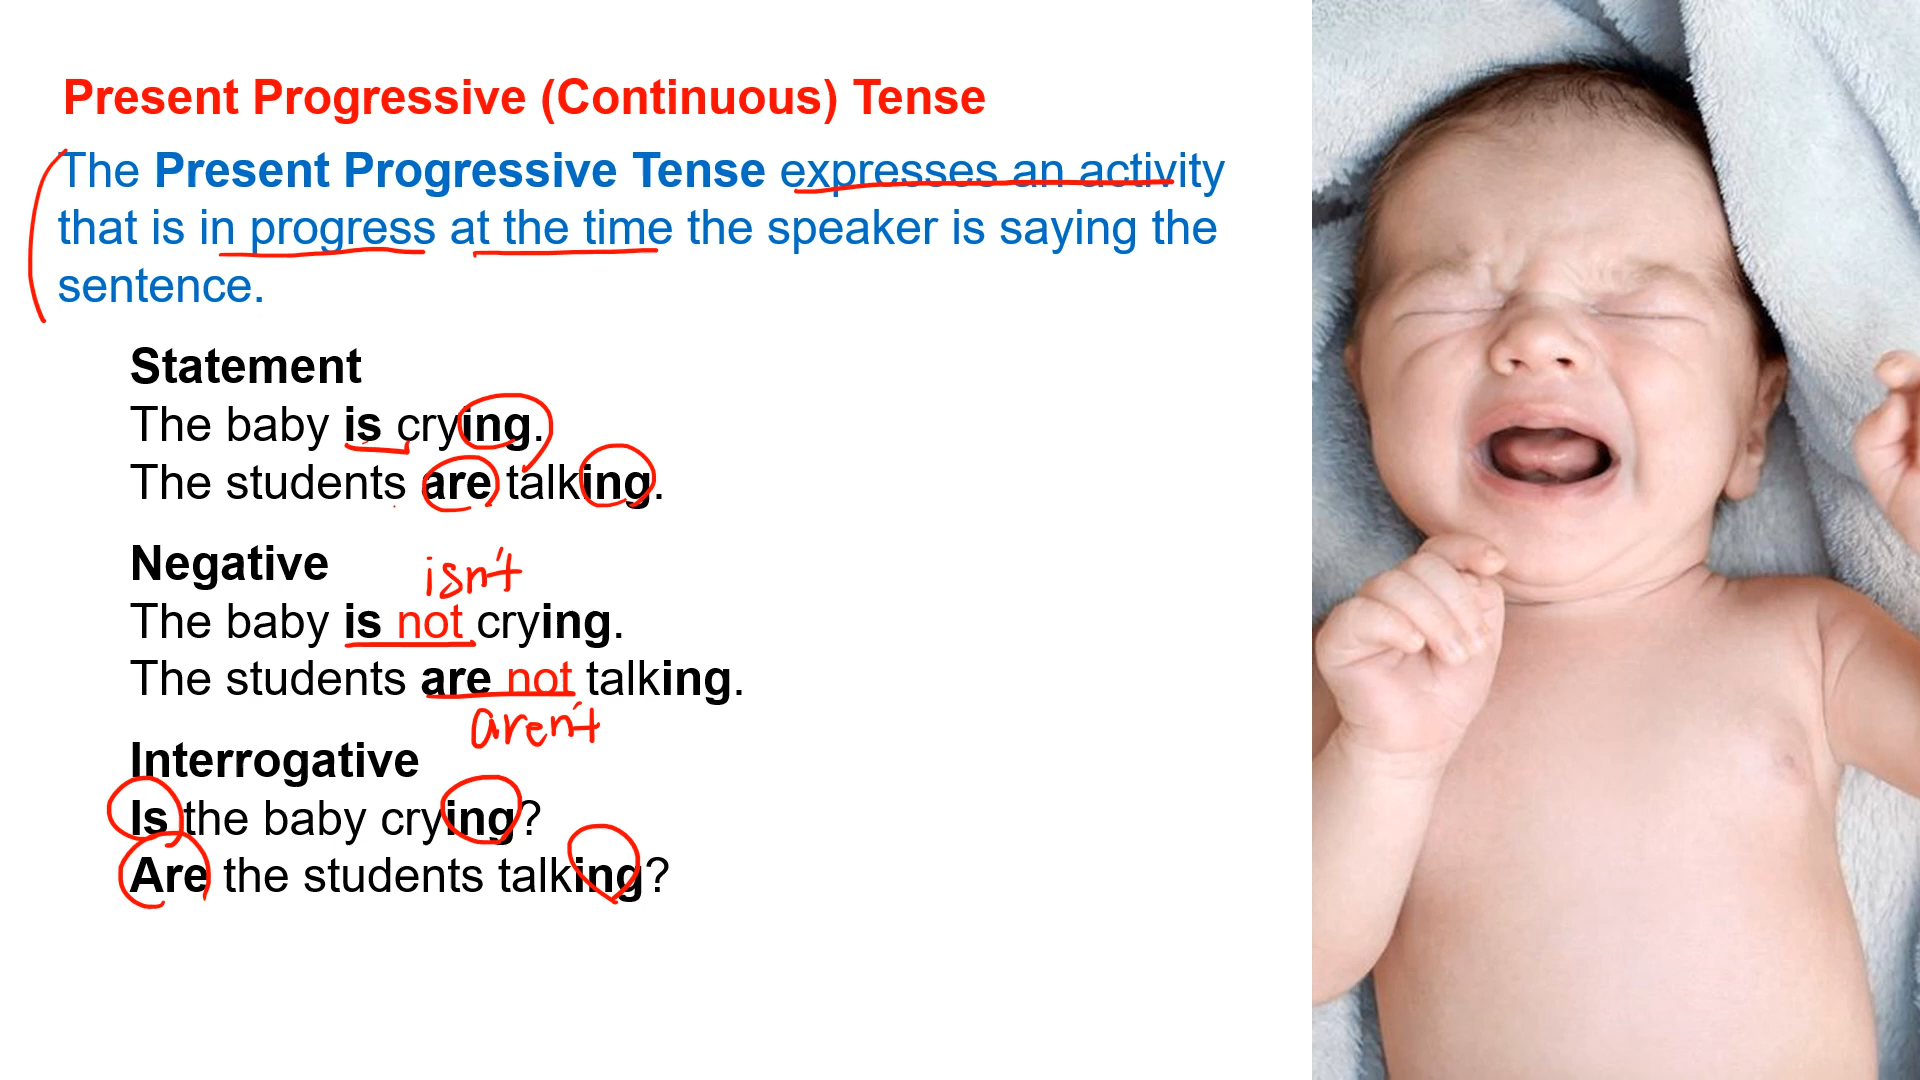 Present Progressive (Continuous) Tense
The Present Progressive Tense expresses an activity
that is in progress at the time the speaker is saying the
sentence.
Statement
The baby is crying.
The students are talking.
Negative
isn't
The baby is not crying.
The students are not talking.
aren't
Interrogative
Is the baby crying?
Are the students talking?